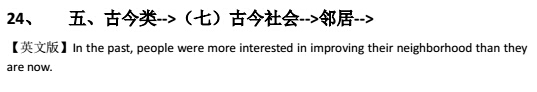 24、 五、古今类-->（七）古今社会-->邻居-->
【英文版】In the past, people were more interested in improving their neighborhood than they
are now.